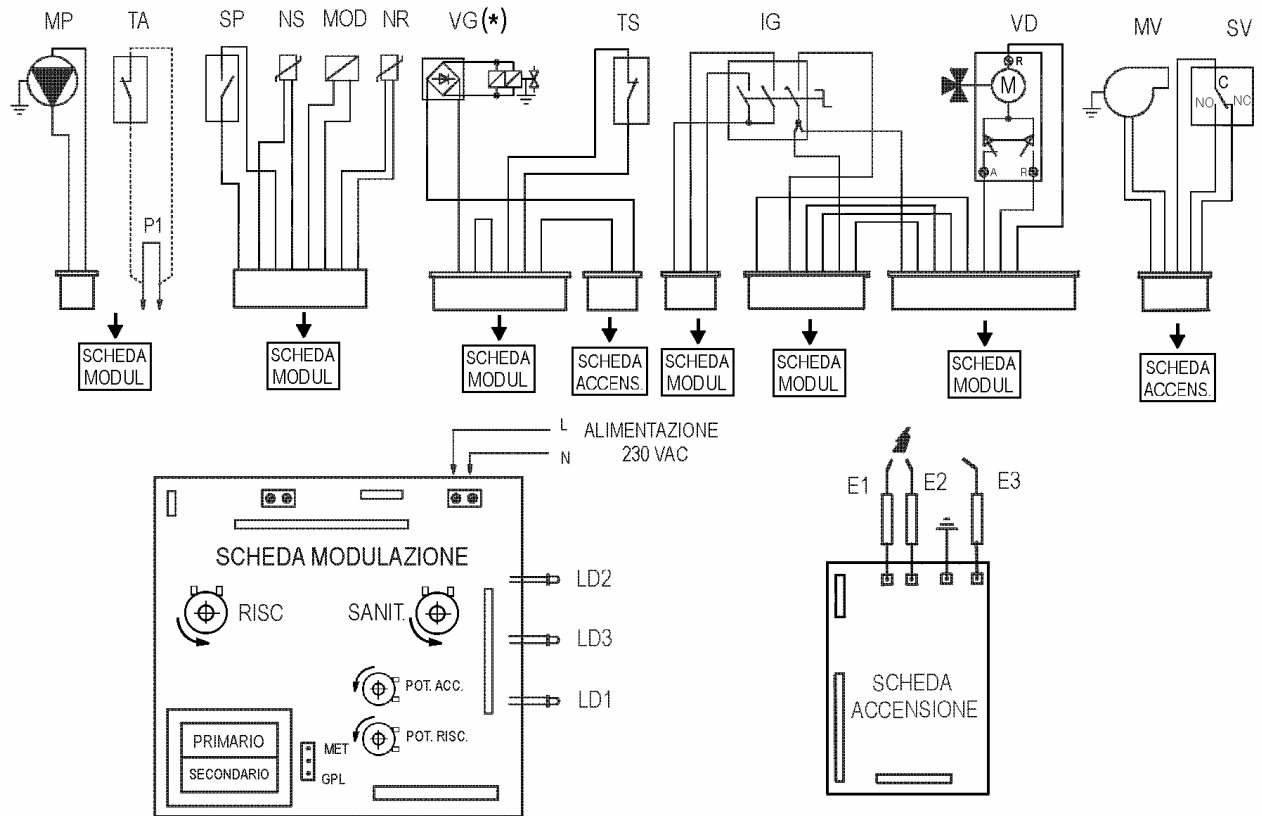 MP TA SP NS MOD NR VG(*) TS IG VD MV SV
R
M
C
NO NC
A R
P1
SCHEDA MODUL
SCHEDA MODUL
SCHEDA MODUL
SCHEDA ACCENS.
SCHEDA MODUL
SCHEDA MODUL
SCHEDA MODUL
SCHEDA ACCENS.
L ALIMENTAZIONE
N 230 VAC
SCHEDA MODULAZIONE
RISC SANIT.
LD2
LD3
LD1
POT. ACC.
POT. RISC.
PRIMARIO
SECONDARIO
MET
GPL
E1 E2 E3
SCHEDA
ACCENSIONE